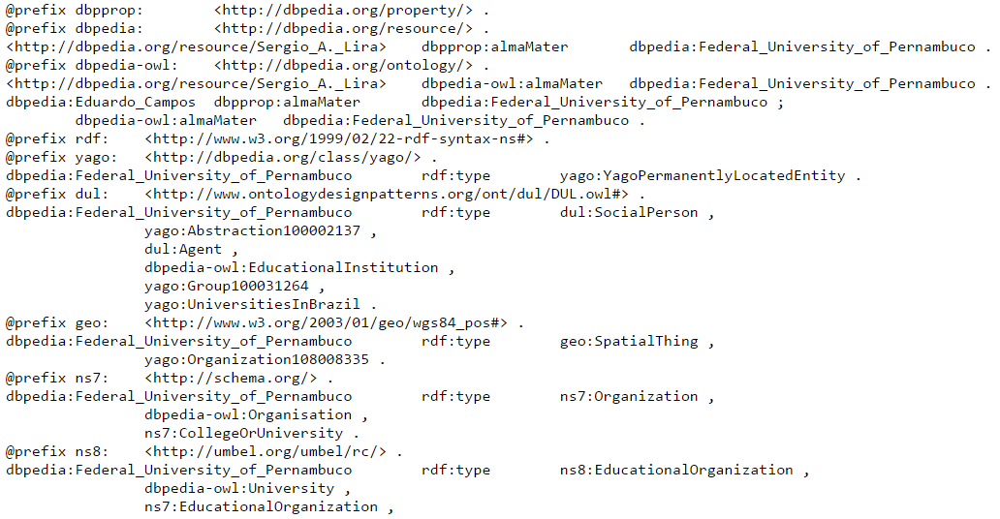 @prefix dbpprop: <http://dbpedia.org/property/> .
@prefix dbpedia: <http://dbpedia.org/resource/> .
<http://dbpedia.org/resource/Sergio_A._Lira> dbpprop:almaMater dbpedia:Federal_University_of_Pernambuco .
@prefix dbpedia-owl: <http://dbpedia.org/ontology/> .
<http://dbpedia.org/resource/Sergio_A._Lira> dbpedia-owl:almaMater dbpedia:Federal_University_of_Pernambuco .
dbpedia:Eduardo_Campos dbpprop:almaMater dbpedia:Federal_University_of_Pernambuco ;
dbpedia-owl:almaMater dbpedia:Federal_University_of_Pernambuco .
@prefix rdf: <http://www.w3.org/1999/02/22-rdf-syntax-ns#> .
@prefix yago: <http://dbpedia.org/class/yago/> .
dbpedia:Federal_University_of_Pernambuco rdf:type yago:YagoPermanentlyLocatedEntity .
@prefix dul: <http://www.ontologydesignpatterns.org/ont/dul/DUL.owl#> .
dbpedia:Federal_University_of_Pernambuco rdf:type dul:SocialPerson ,
yago:Abstraction100002137 ,
dul:Agent ,
dbpedia-owl:EducationalInstitution ,
yago:Group100031264 ,
yago:UniversitiesInBrazil .
@prefix geo: <http://www.w3.org/2003/01/geo/wgs84_pos#> .
dbpedia:Federal_University_of_Pernambuco rdf:type geo:SpatialThing ,
yago:Organization108008335 .
@prefix ns7: <http://schema.org/> .
dbpedia:Federal_University_of_Pernambuco rdf:type ns7:Organization ,
dbpedia-owl:Organisation ,
ns7:CollegeOrUniversity .
@prefix ns8: <http://umbel.org/umbel/rc/> .
dbpedia:Federal_University_of_Pernambuco rdf:type ns8:EducationalOrganization ,
dbpedia-owl:University ,
ns7:EducationalOrganization ,